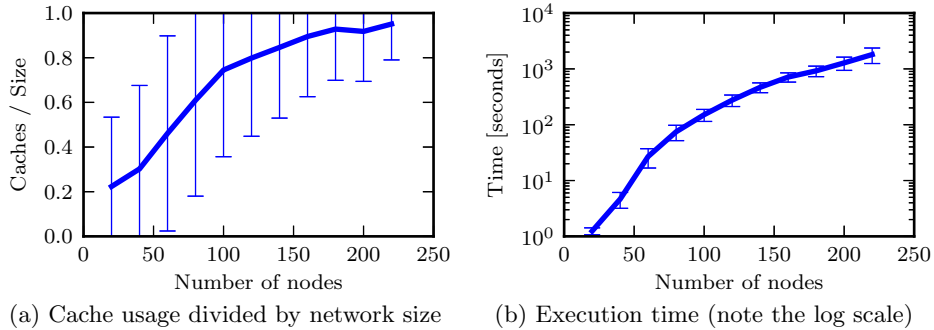 1.0
0.8
0.6
0.4
0.2
0.0
Caches / Size
0 50 100 150 200 250
Number of nodes
(a) Cache usage divided by network size
10^4
10^3
10^2
10^1
10^0
Time [seconds]
0 50 100 150 200 250
Number of nodes
(b) Execution time (note the log scale)